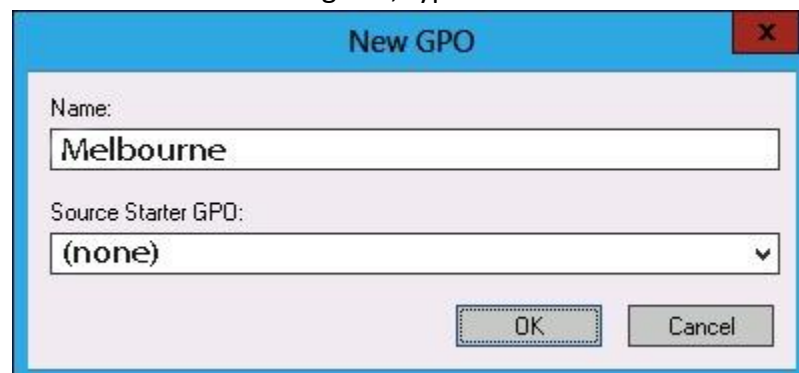 New GPO
x
Name:
Melbourne
Source Starter GPO:
(none)
OK Cancel